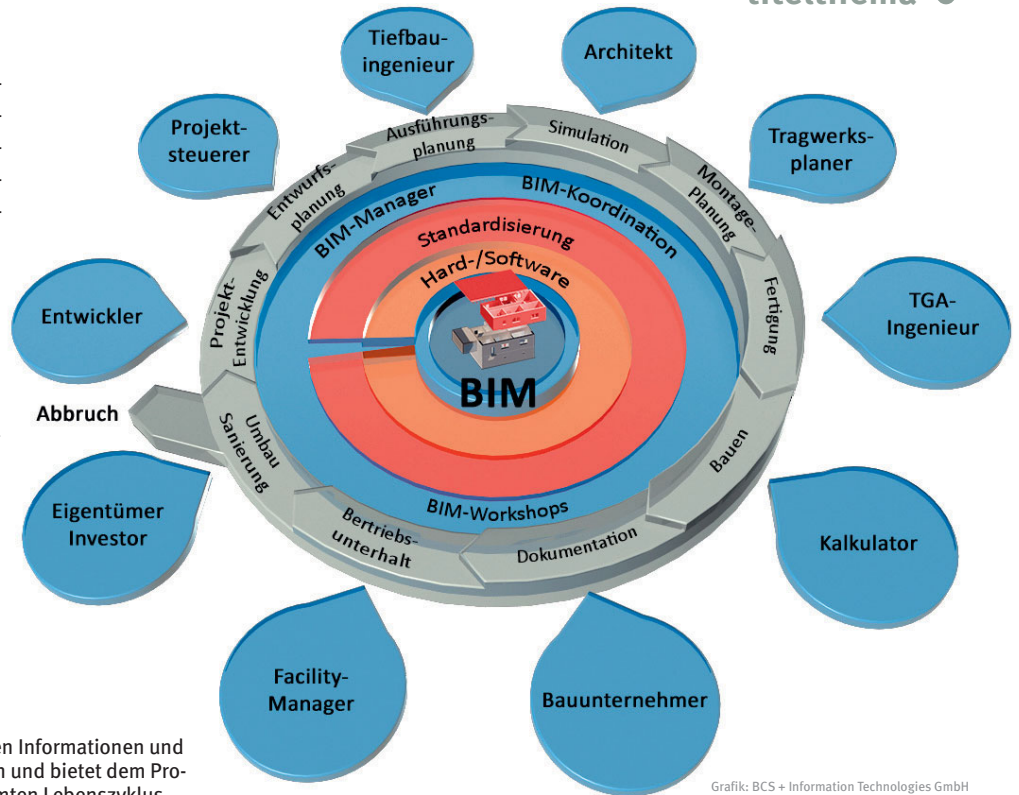 Tiefbau-
ingenieur
Architekt
Projekt-
steuerer
Tragwerks-
planer
Entwickler
TGA-
Ingenieur
Abbruch
Eigentümer
Investor
Kalkulator
Facility-
Manager
Bauunternehmer
Projekt-
Entwicklung
Entwurfs-
planung
Ausführungs-
planung
Simulation
Montage-
Planung
Fertigung
Bauen
Dokumentation
Bertriebs-
unterhalt
Umbau
Sanierung
BIM-Manager
BIM-Koordination
BIM-Workshops
Standardisierung
Hard-/Software
BIM
en Informationen und
n und bietet dem Pro-
mten Lebenszyklus
Grafik: BCS + Information Technologies GmbH